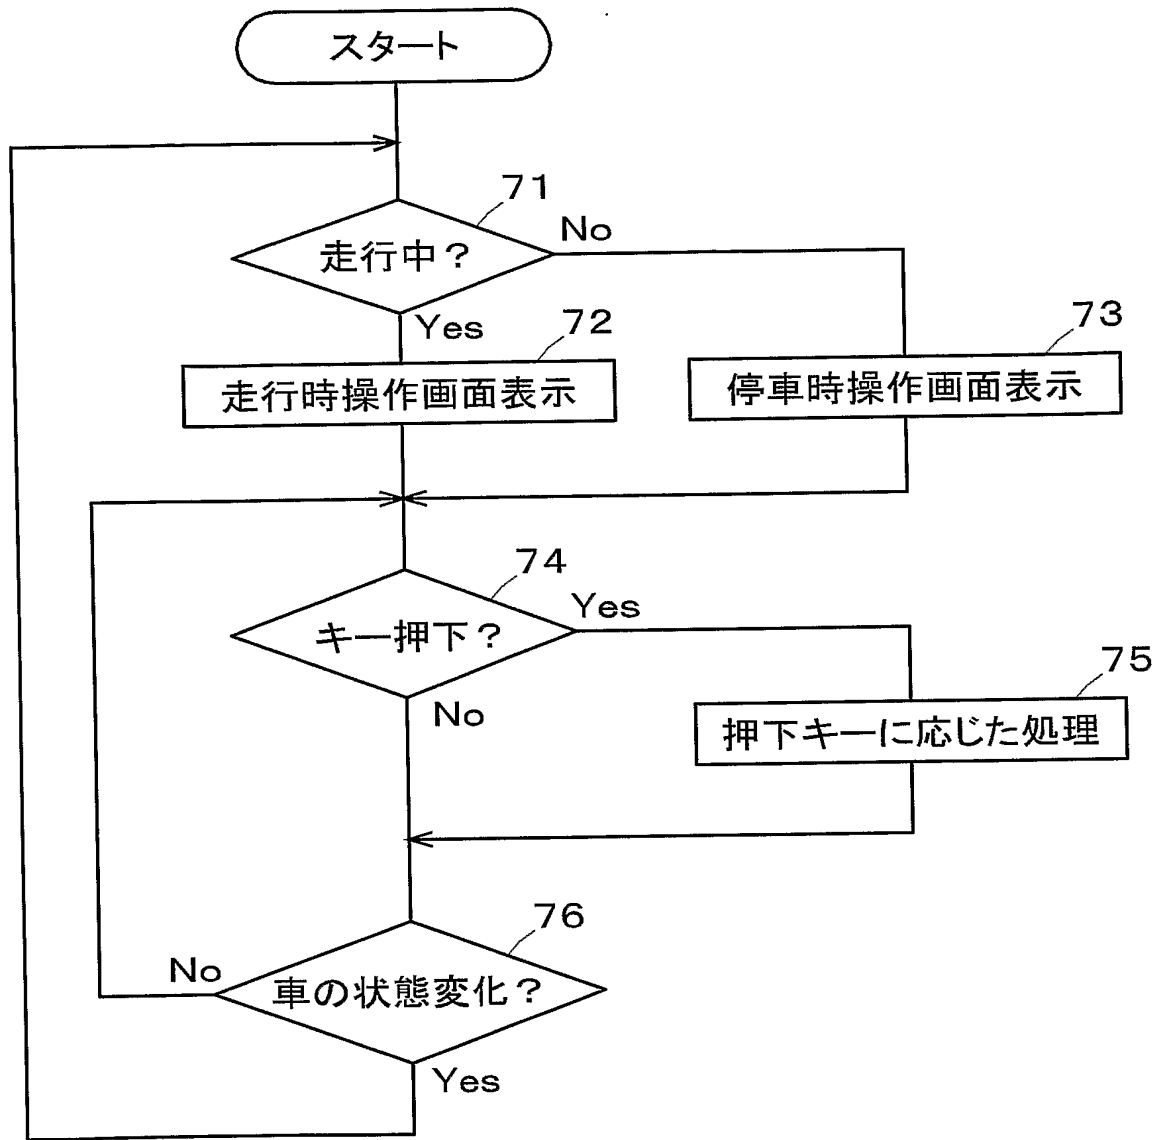 スタート
71
走行中？
No
Yes
72
走行時操作画面表示
73
停車時操作画面表示
74
キー押下？
Yes
No
75
押下キーに応じた処理
76
車の状態変化？
No
Yes